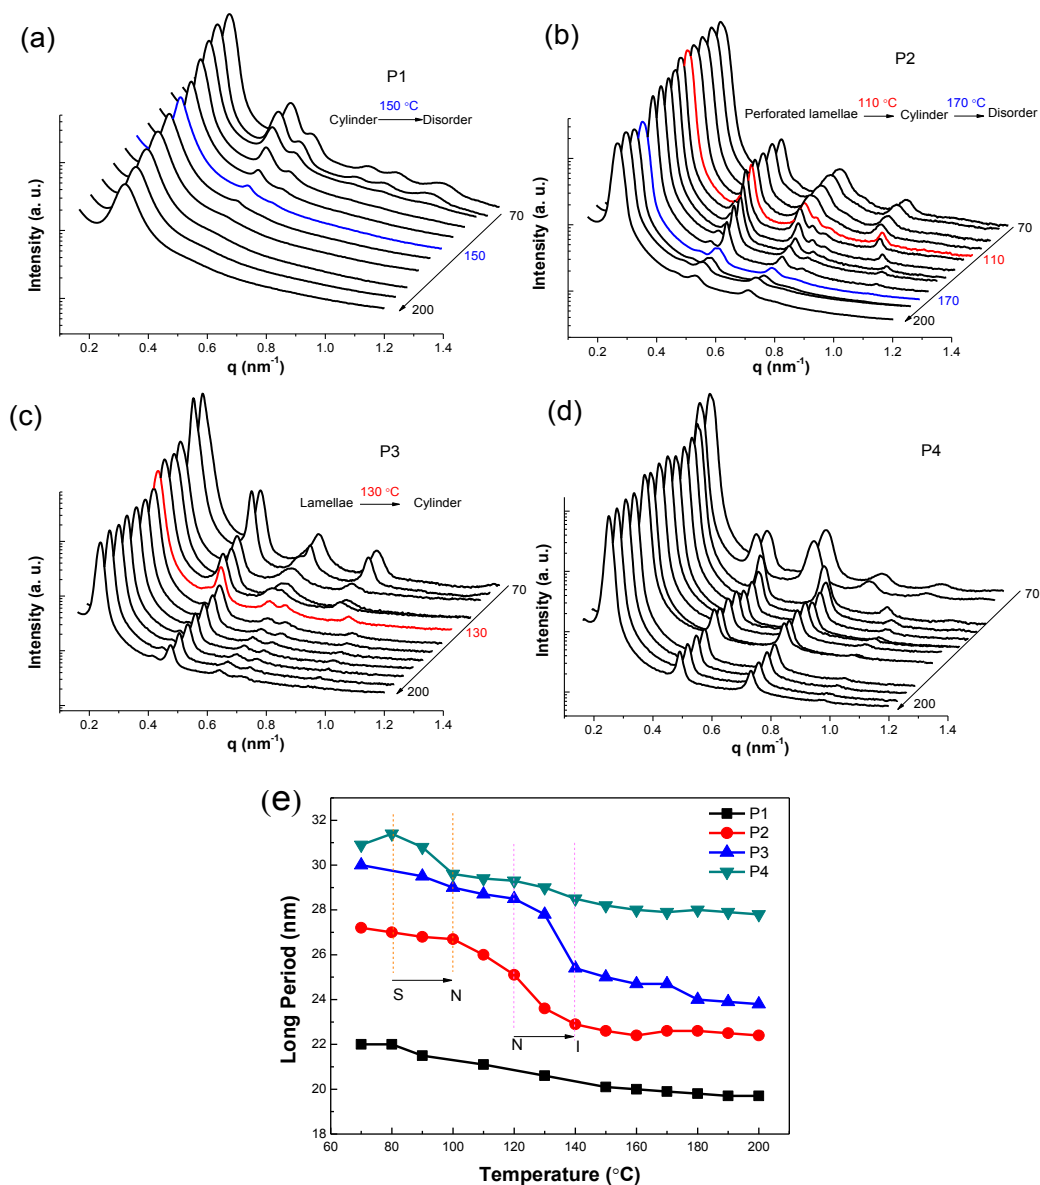 (a)
P1
150 °C
Cylinder Disorder
Intensity (a. u.)
70
150
200
0.2 0.4 0.6 0.8 1.0 1.2 1.4
q (nm-1)
(b)
P2
110 °C 170 °C
Perforated lamellae Cylinder Disorder
Intensity (a. u.)
70
110
170
200
0.2 0.4 0.6 0.8 1.0 1.2 1.4
q (nm-1)
(c)
P3
130 °C
Lamellae Cylinder
Intensity (a. u.)
70
130
200
0.2 0.4 0.6 0.8 1.0 1.2 1.4
q (nm-1)
(d)
P4
Intensity (a. u.)
70
200
0.2 0.4 0.6 0.8 1.0 1.2 1.4
q (nm-1)
(e)
P1
P2
P3
P4
Long Period (nm)
32
30
28
26
24
22
20
18
S N
N I
60 80 100 120 140 160 180 200
Temperature (°C)